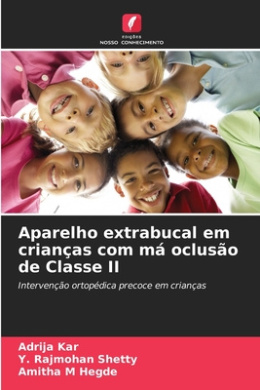 edições
NOSSO CONHECIMENTO
Aparelho extrabucal em
crianças com má oclusão
de Classe II
Intervenção ortopédica precoce em crianças
Adrija Kar
Y. Rajmohan Shetty
Amitha M Hegde